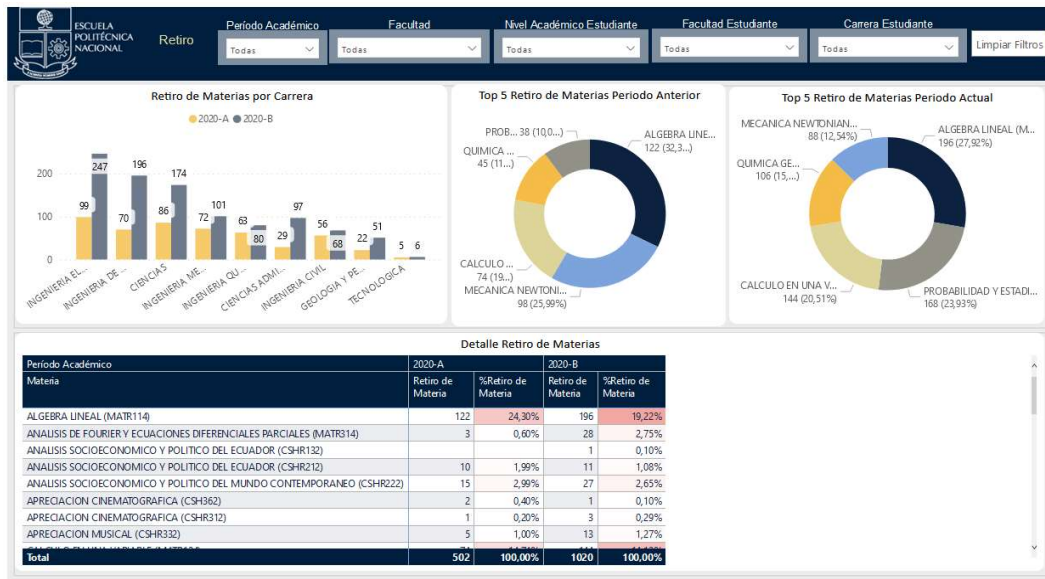 ESCUELA
POLITÉCNICA
NACIONAL
Retiro
Período Académico
Todas
Facultad
Todas
Nivel Académico Estudiante
Todas
Facultad Estudiante
Todas
Carrera Estudiante
Todas
Limpiar Filtros
Retiro de Materias por Carrera
2020-A 2020-B
200
100
0
99 247
70 196
86 174
72 101
63 80
29 97
56 68
22 51
5 6
INGENIERIA EL...
INGENIERIA DE...
CIENCIAS
INGENIERIA ME...
INGENIERIA QU...
CIENCIAS ADMI...
INGENIERIA CIVIL
GEOLOGIA Y PE...
TECNOLOGICA
Top 5 Retiro de Materias Periodo Anterior
PROB... 38 (10,0...)
ALGEBRA LINE...
122 (32,3...)
QUIMICA ...
45 (11...)
CALCULO ...
74 (19...)
MECANICA NEWTONI...
98 (25,99%)
Top 5 Retiro de Materias Periodo Actual
MECANICA NEWTONIAN...
88 (12,54%)
ALGEBRA LINEAL (M...
196 (27,92%)
QUIMICA GE...
106 (15,...)
CALCULO EN UNA V...
144 (20,51%)
PROBABILIDAD Y ESTADI...
168 (23,93%)
Detalle Retiro de Materias
Período Académico 2020-A 2020-B
Materia Retiro de Materia %Retiro de Materia Retiro de Materia %Retiro de Materia
ALGEBRA LINEAL (MATR114) 122 24,30% 196 19,22%
ANALISIS DE FOURIER Y ECUACIONES DIFERENCIALES PARCIALES (MATR314) 3 0,60% 28 2,75%
ANALISIS SOCIOECONOMICO Y POLITICO DEL ECUADOR (CSHR132) 1 0,10%
ANALISIS SOCIOECONOMICO Y POLITICO DEL ECUADOR (CSHR212) 10 1,99% 11 1,08%
ANALISIS SOCIOECONOMICO Y POLITICO DEL MUNDO CONTEMPORANEO (CSHR222) 15 2,99% 27 2,65%
APRECIACION CINEMATOGRAFICA (CSH362) 2 0,40% 1 0,10%
APRECIACION CINEMATOGRAFICA (CSHR312) 1 0,20% 3 0,29%
APRECIACION MUSICAL (CSHR332) 5 1,00% 13 1,27%
Total 502 100,00% 1020 100,00%